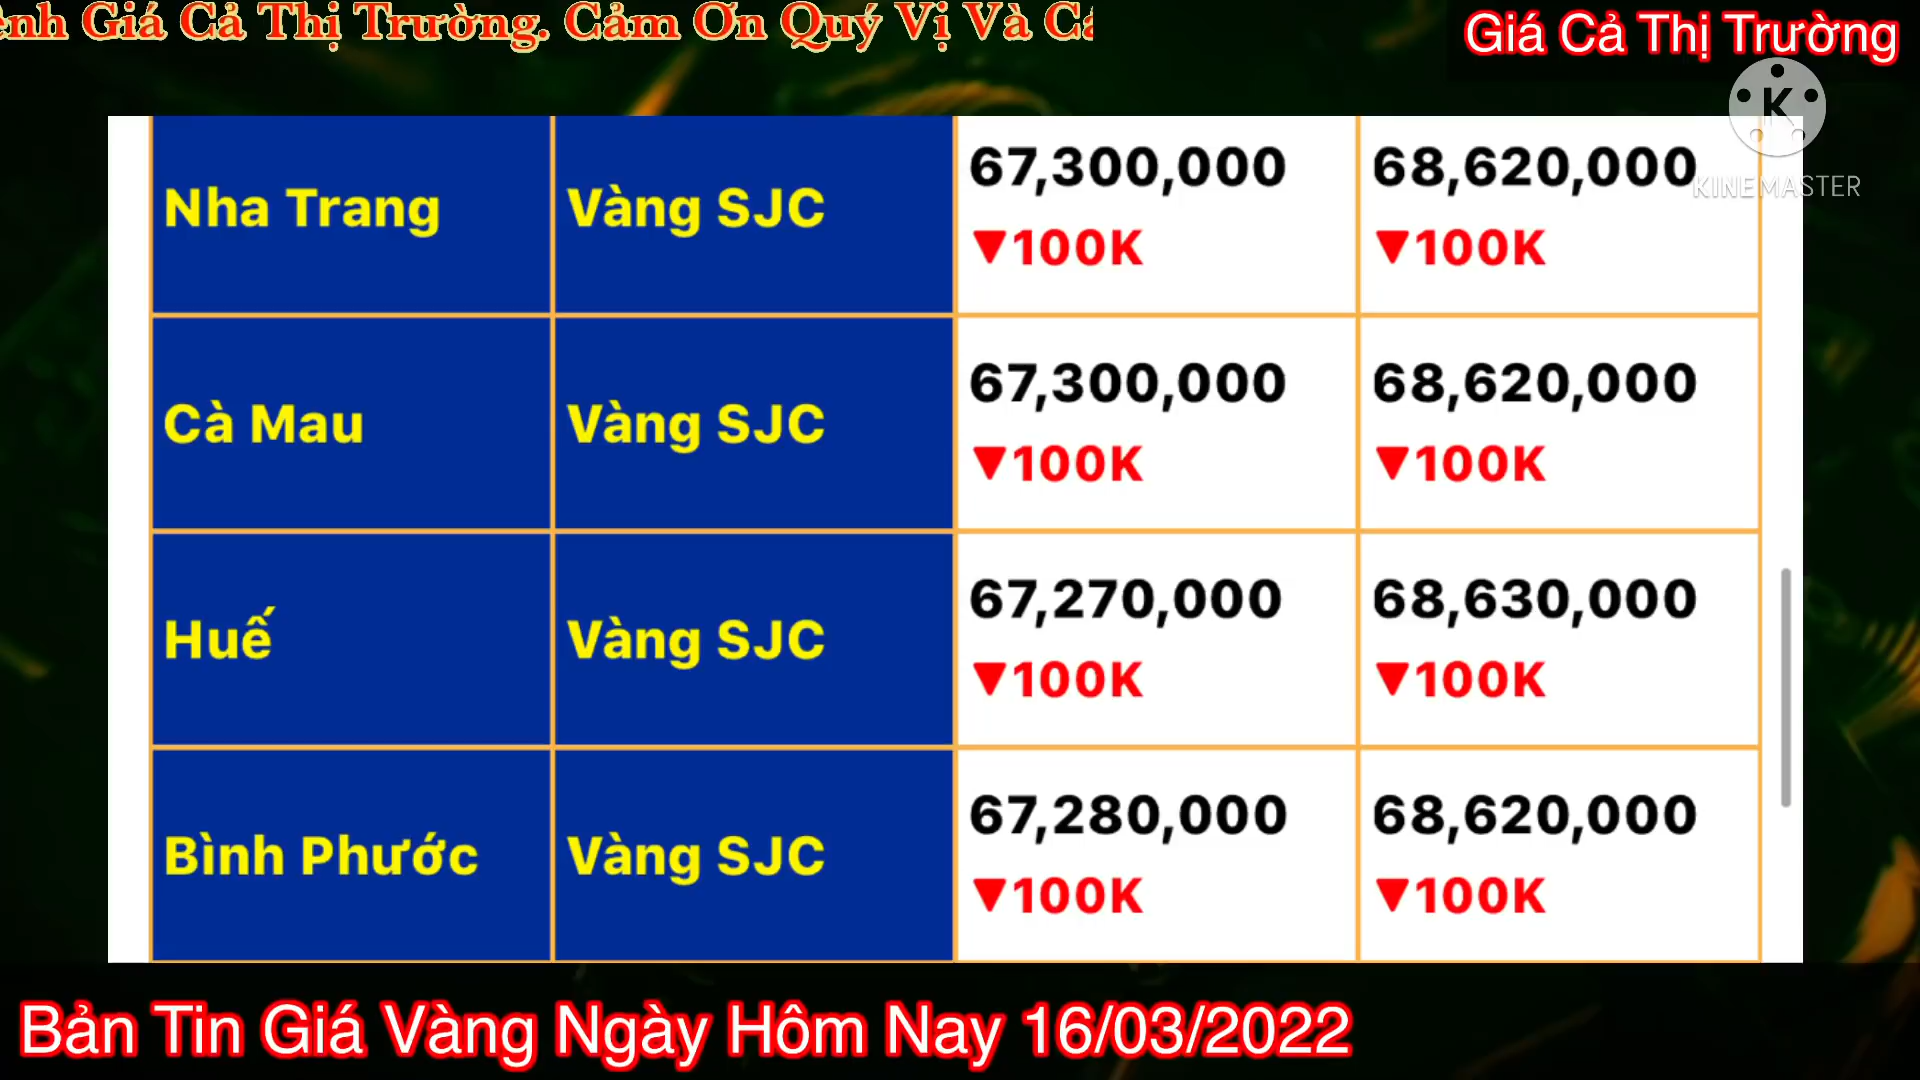 Giá Cả Thị Trường. Cảm Ơn Quý Vị Và
Giá Cả Thị Trường
K
KINEMASTER
Nha Trang Vàng SJC 67,300,000 68,620,000
▼100K ▼100K
Cà Mau Vàng SJC 67,300,000 68,620,000
▼100K ▼100K
Huế Vàng SJC 67,270,000 68,630,000
▼100K ▼100K
Bình Phước Vàng SJC 67,280,000 68,620,000
▼100K ▼100K
Bản Tin Giá Vàng Ngày Hôm Nay 16/03/2022